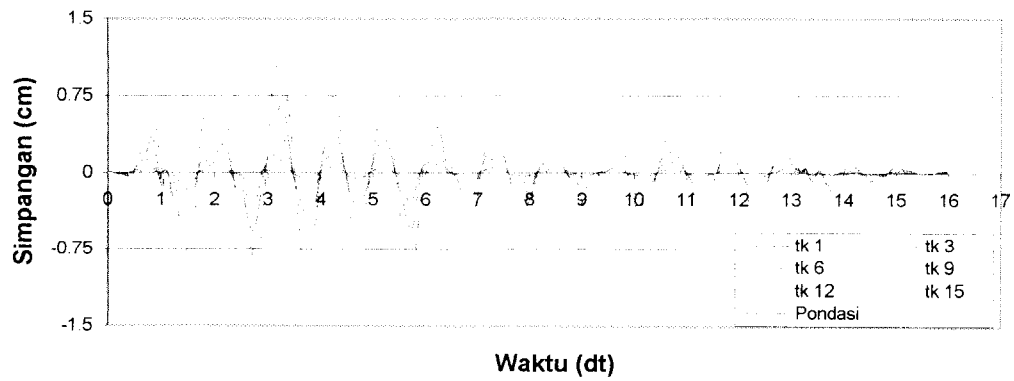 1.5
0.75
0
-0.75
-1.5
Simpangan (cm)
0 1 2 3 4 5 6 7 8 9 10 11 12 13 14 15 16 17
Waktu (dt)
tk 1 tk 3
tk 6 tk 9
tk 12 tk 15
Pondasi